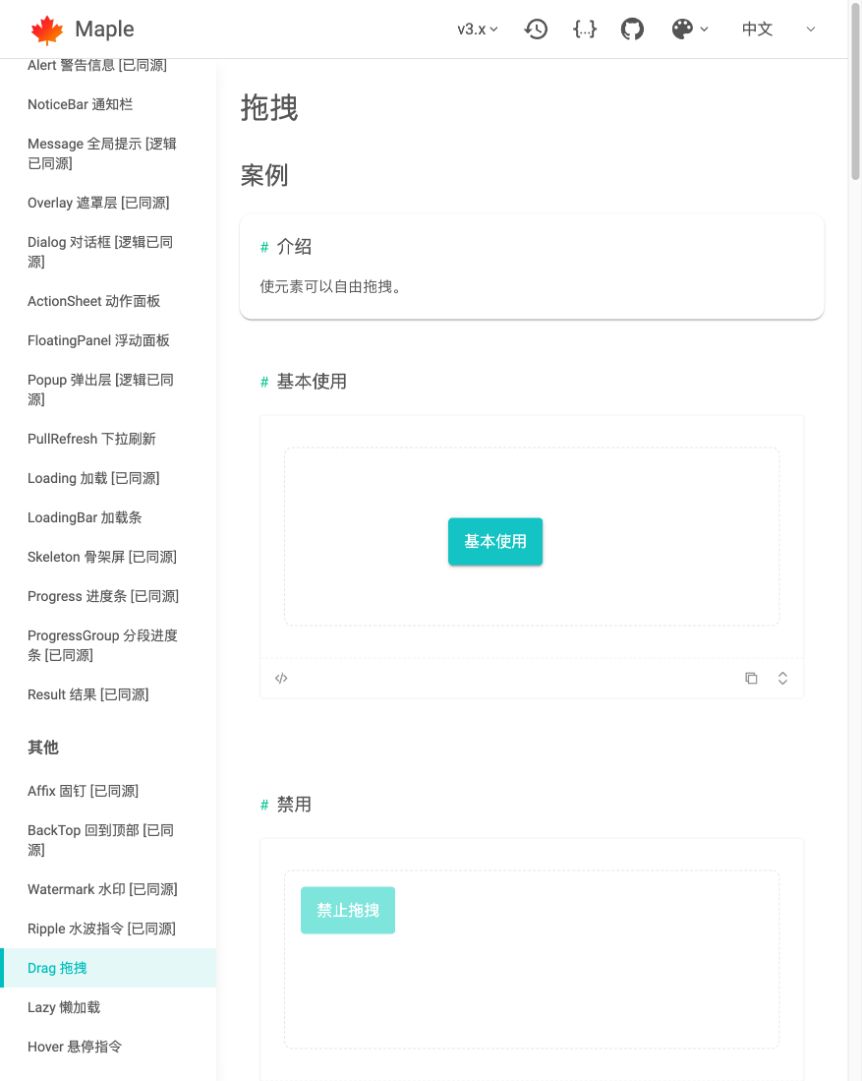 Maple
v3.x
{...}
中文
Alert 警告信息 [已同源]
NoticeBar 通知栏
Message 全局提示 [逻辑
已同源]
Overlay 遮罩层 [已同源]
Dialog 对话框 [逻辑已同
源]
ActionSheet 动作面板
FloatingPanel 浮动面板
Popup 弹出层 [逻辑已同
源]
PullRefresh 下拉刷新
Loading 加载 [已同源]
LoadingBar 加载条
Skeleton 骨架屏 [已同源]
Progress 进度条 [已同源]
ProgressGroup 分段进度
条 [已同源]
Result 结果 [已同源]
其他
Affix 固钉 [已同源]
BackTop 回到顶部 [已同
源]
Watermark 水印 [已同源]
Ripple 水波指令 [已同源]
Drag 拖拽
Lazy 懒加载
Hover 悬停指令
拖拽
案例
# 介绍
使元素可以自由拖拽。
# 基本使用
基本使用
</>
# 禁用
禁止拖拽